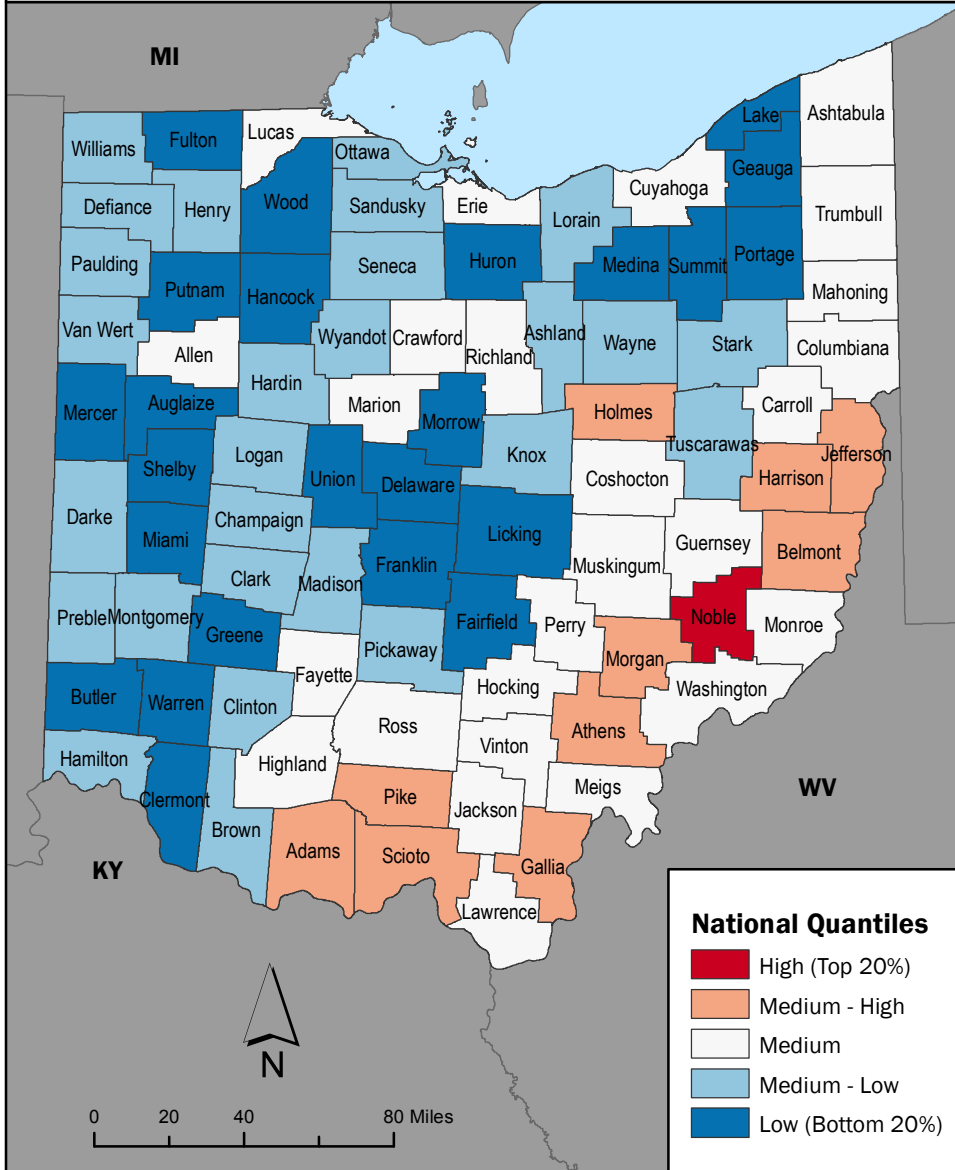 MI
Ashtabula
Lake
Lucas
Fulton
Williams
Ottawa
Geauga
Cuyahoga
Wood
Defiance
Henry
Sandusky
Erie
Lorain
Trumbull
Portage
Paulding
Seneca
Huron
Medina
Summit
Putnam
Hancock
Mahoning
Van Wert
Wyandot
Crawford
Ashland
Wayne
Stark
Columbiana
Allen
Richland
Hardin
Marion
Carroll
Mercer
Auglaize
Holmes
Morrow
Tuscarawas
Jefferson
Logan
Knox
Shelby
Union
Coshocton
Harrison
Delaware
Darke
Champaign
Licking
Miami
Guernsey
Belmont
Franklin
Muskingum
Clark
Madison
Preble
Montgomery
Noble
Fairfield
Perry
Monroe
Greene
Pickaway
Morgan
Fayette
Hocking
Washington
Butler
Warren
Clinton
Ross
Athens
Vinton
Hamilton
Highland
WV
Meigs
Clermont
Pike
Jackson
Brown
Adams
Scioto
Gallia
KY
Lawrence
National Quantiles
High (Top 20%)
Medium - High
Medium
Medium - Low
Low (Bottom 20%)
N
0 20 40 80 Miles